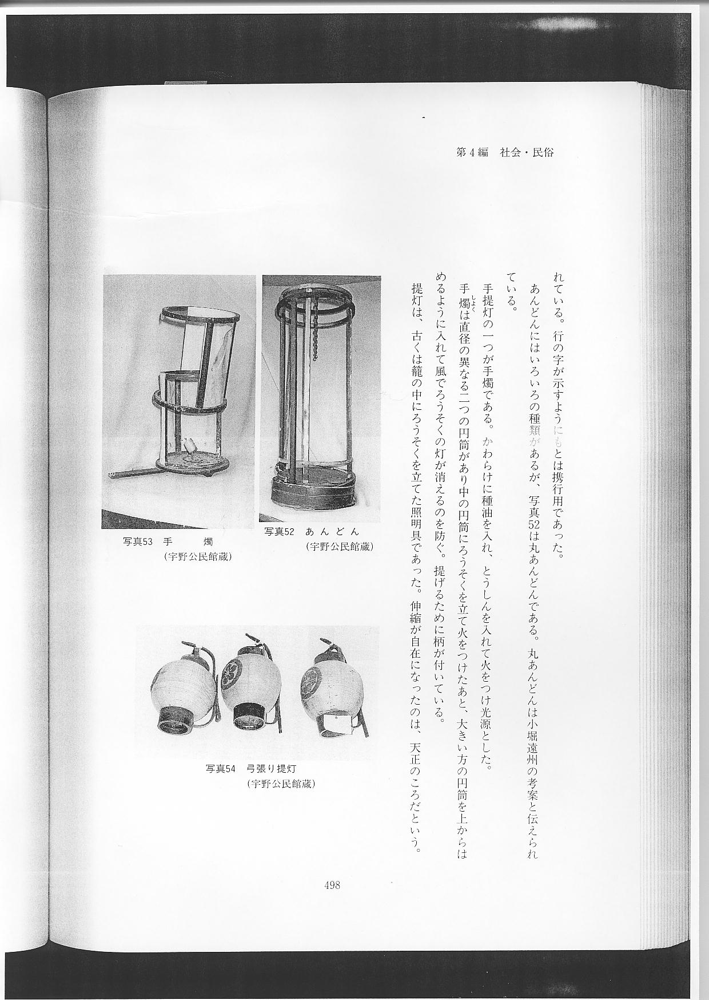 第4編　社会・民俗
れている。行の字が示すようにもとは携行用であった。
あんどんにはいろいろの種類があるが、写真52は丸あんどんである。丸あんどんは小堀遠州の考案と伝えられ
ている。
手提灯の一つが手燭である。かわらけに種油を入れ、とうしんを入れて火をつけ光源とした。
手燭は直径の異なる二つの円筒があり中の円筒にろうそくを立て火をつけたあと、大きい方の円筒を上からは
しょく
めるように入れて風でろうそくの灯が消えるのを防ぐ。提げるために柄が付いている。
提灯は、古くは籠の中にろうそくを立てた照明具であった。伸縮が自在になったのは、天正のころだという。
写真52　あんどん
（宇野公民館蔵）
写真53　手　燭
（宇野公民館蔵）
写真54　弓張り提灯
（宇野公民館蔵）
498